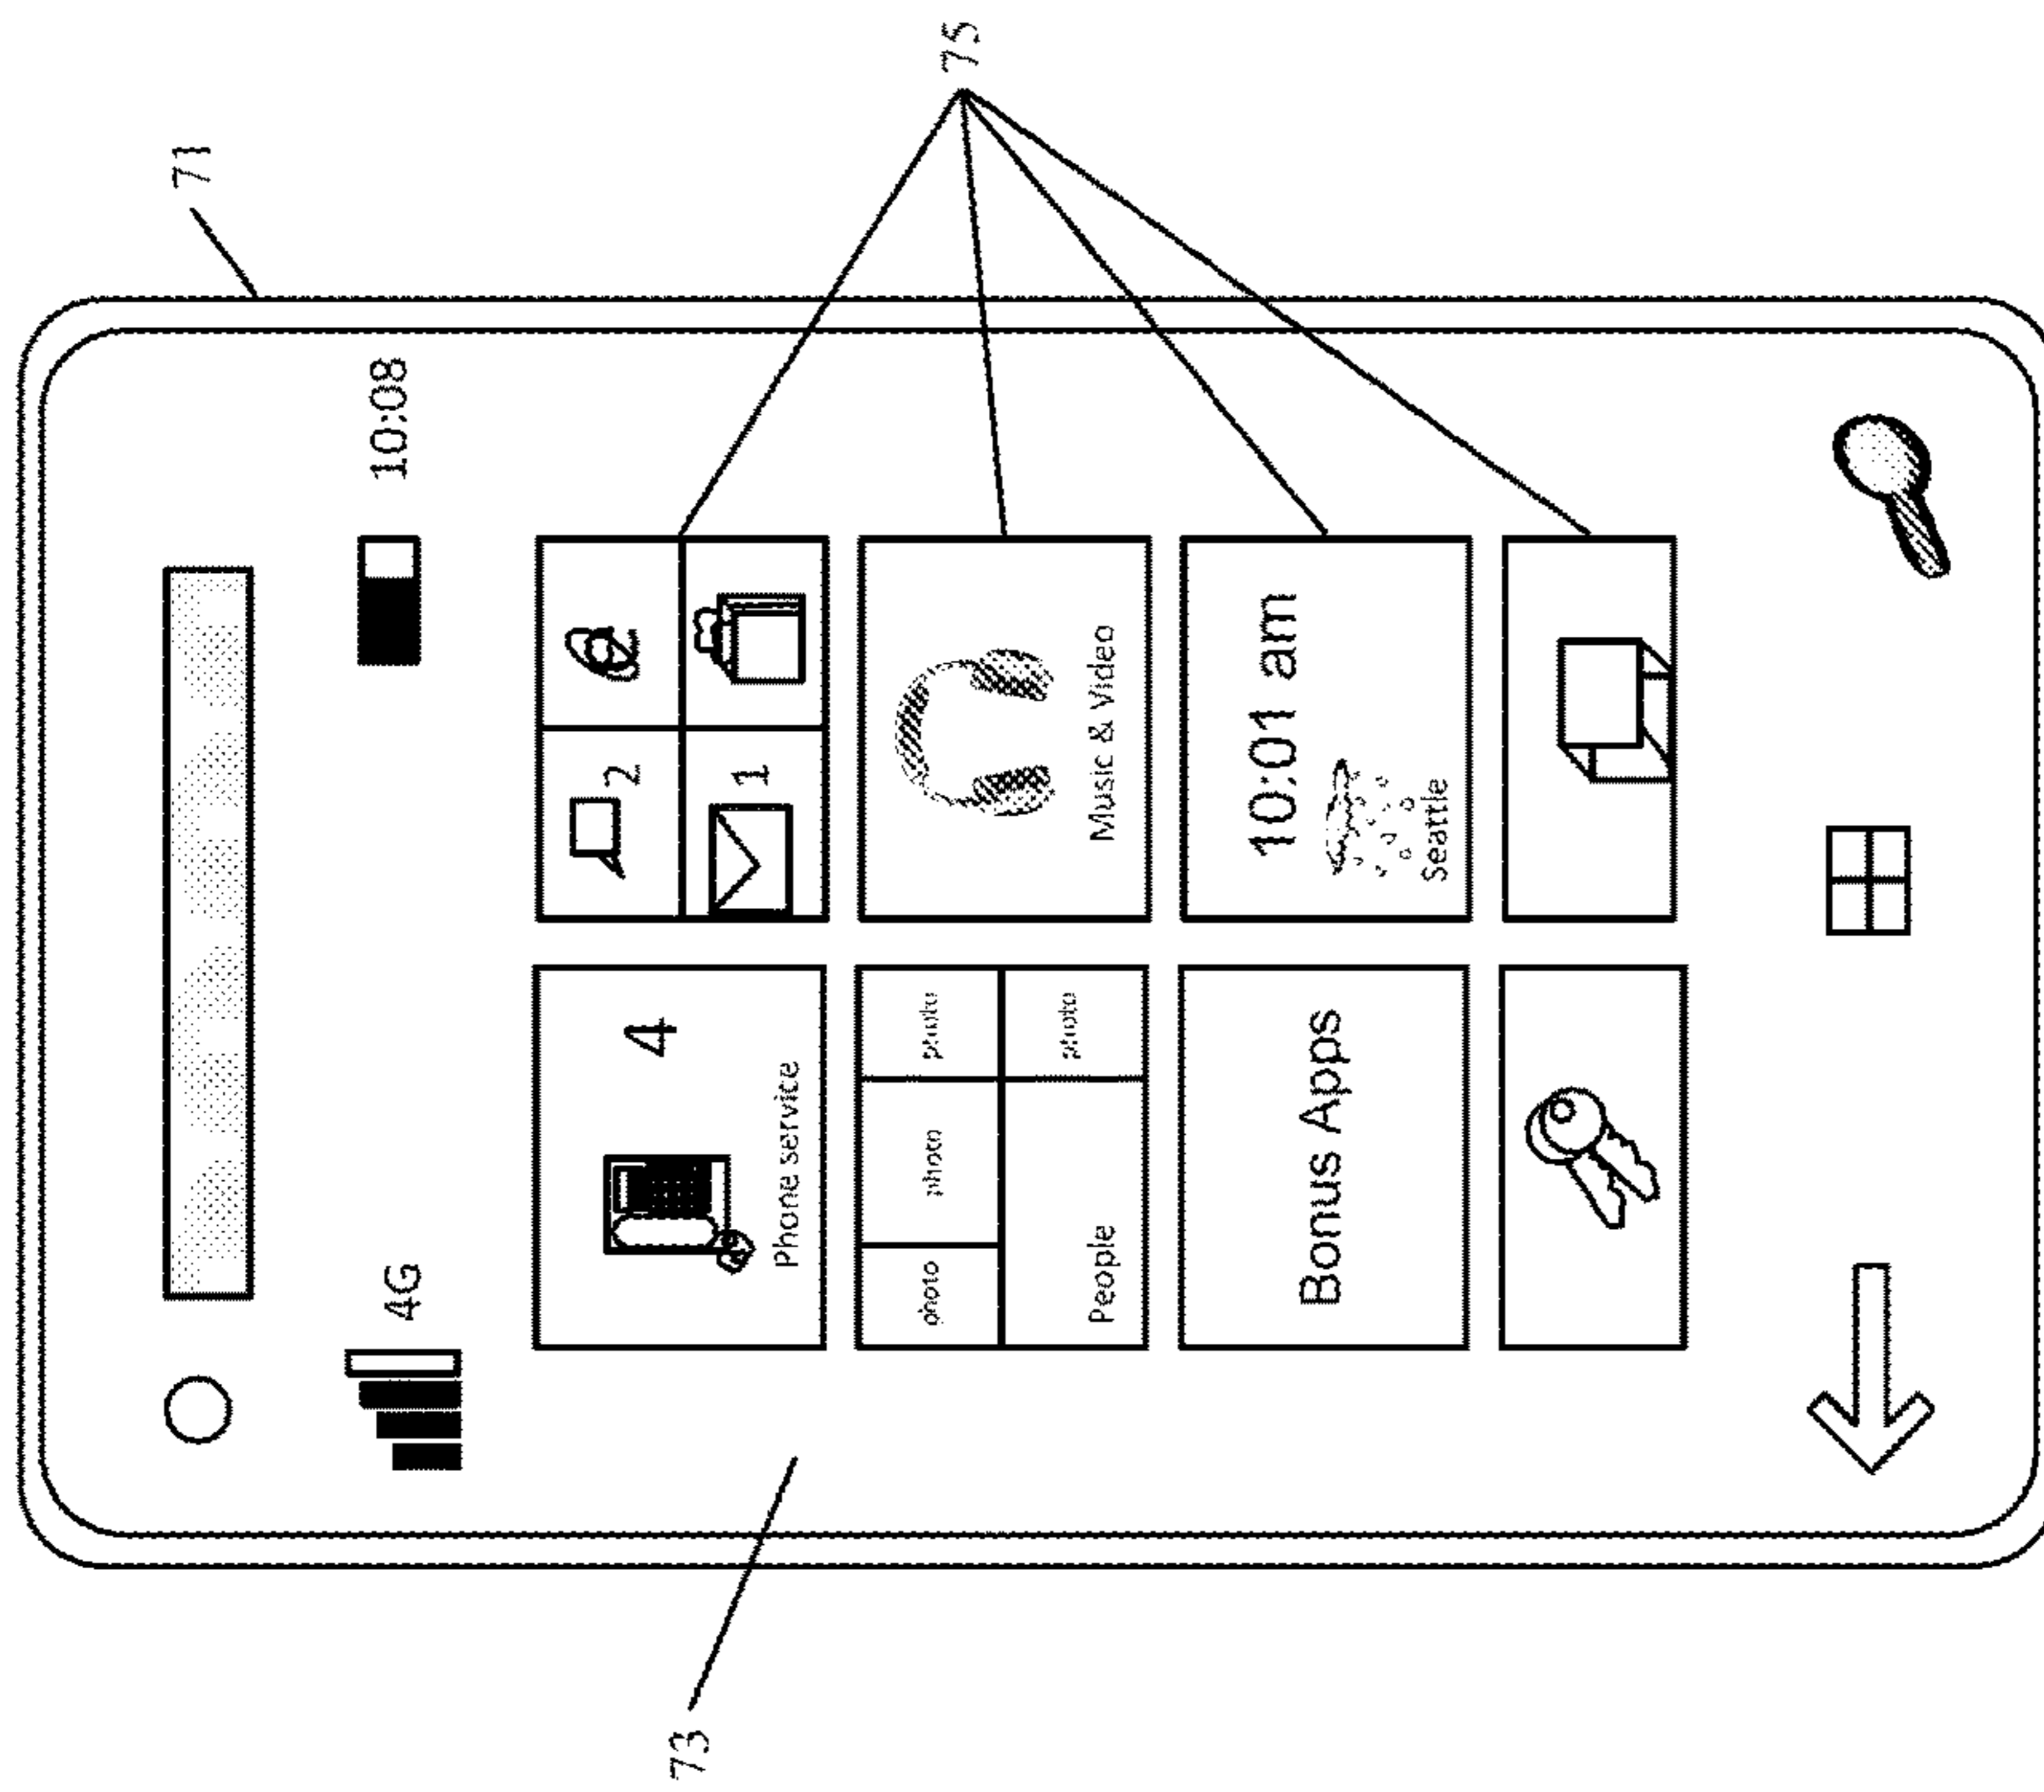 71
4G
10:08
4
Phone service
2
1
75
73
photo
photo
photo
People
photo
Music & Video
Bonus Apps
10:01 am
Seattle